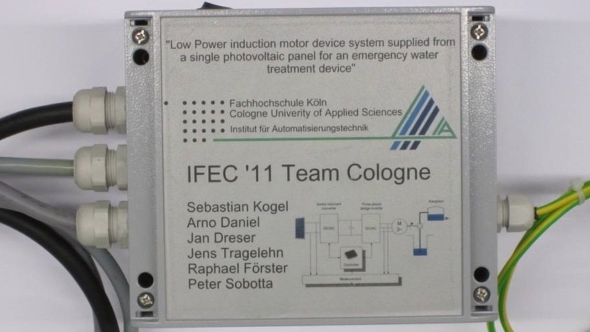 "Low Power induction motor device system supplied from
a single photovoltaic panel for an emergency water
treatment device"
Fachhochschule Köln
Cologne Univerity of Applied Sciences
Institut für Automatisierungstechnik
IFEC '11 Team Cologne
Sebastian Kogel
Arno Daniel
Jan Dreser
Jens Tragelehn
Raphael Förster
Peter Sobotta
M